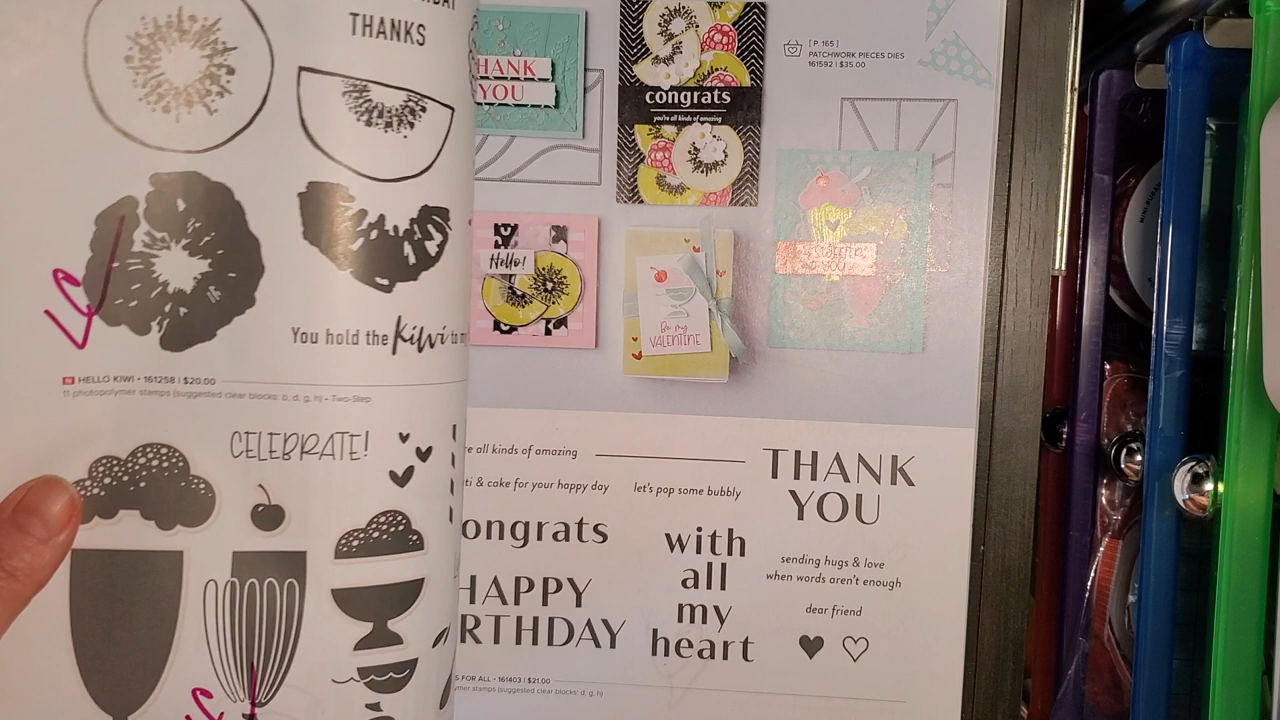 THANKS
You hold the Kiwi to
HELLO KIWI • 161258 | $20.00
11 photopolymer stamps (suggested clear blocks: b, d, g, h) • Two-Step
LC
CELEBRATE!
HANK
YOU
congrats
you're all kinds of amazing
[ P. 165 ]
PATCHWORK PIECES DIES
161592 | $35.00
Hello!
Be my
VALENTINE
re all kinds of amazing
ti & cake for your happy day
let's pop some bubbly
ongrats
HAPPY
RTHDAY
with
all
my
heart
THANK
YOU
sending hugs & love
when words aren't enough
dear friend
S FOR ALL • 161403 | $21.00
ymer stamps (suggested clear blocks: d, g, h)